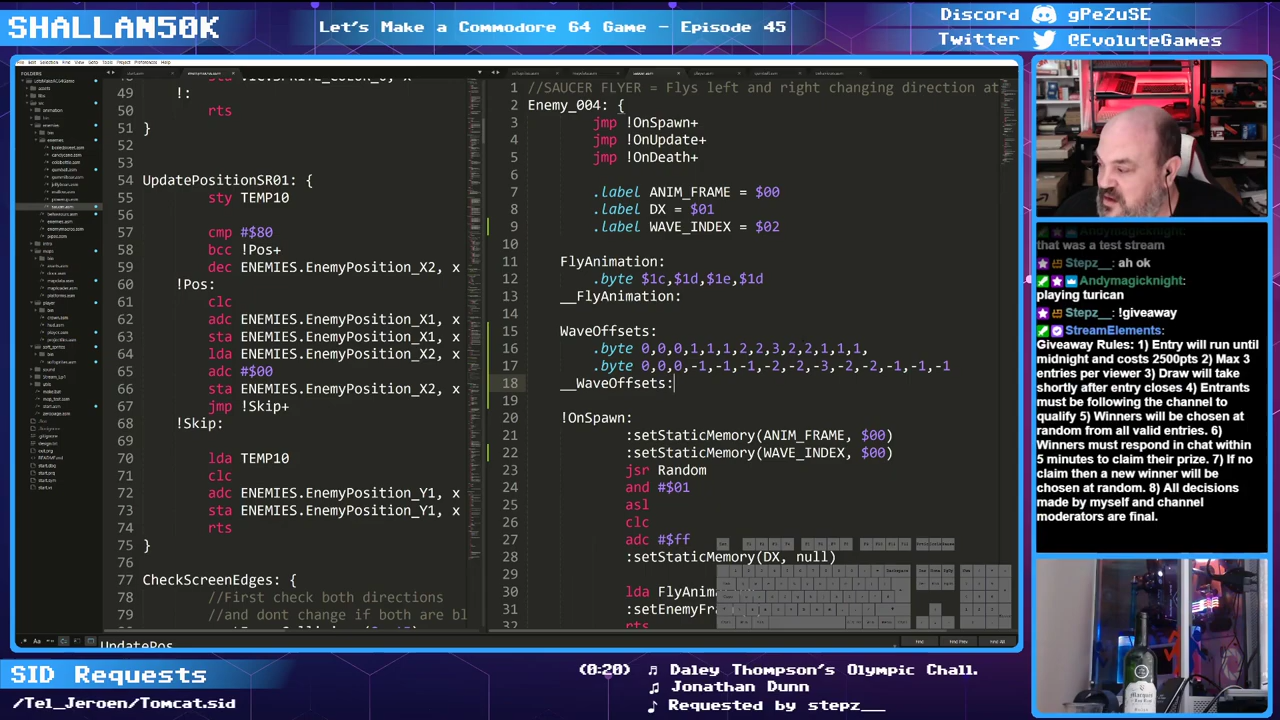 SHALLAN50K
Let's Make a Commodore 64 Game - Episode 45
Discord gPeZuSE
Twitter @EvoluteGames
49 !:
50 rts
51 }
52
53
54 UpdatePositionSR01: {
55 sty TEMP10
56
57 cmp #$80
58 bcc !Pos+
59 dec ENEMIES.EnemyPosition_X2, x
60 !Pos:
61 clc
62 adc ENEMIES.EnemyPosition_X1, x
63 sta ENEMIES.EnemyPosition_X1, x
64 lda ENEMIES.EnemyPosition_X2, x
65 adc #$00
66 sta ENEMIES.EnemyPosition_X2, x
67 jmp !Skip+
68 !Skip:
69
70 lda TEMP10
71 clc
72 adc ENEMIES.EnemyPosition_Y1, x
73 sta ENEMIES.EnemyPosition_Y1, x
74 rts
75 }
76
77 CheckScreenEdges: {
78 //First check both directions
79 //and dont change if both are bl
UpdatePos
1 //SAUCER FLYER = Flys left and right changing direction at
2 Enemy_004: {
3 jmp !OnSpawn+
4 jmp !OnUpdate+
5 jmp !OnDeath+
6
7 .label ANIM_FRAME = $00
8 .label DX = $01
9 .label WAVE_INDEX = $02
10
11 FlyAnimation:
12 .byte $1c,$1d,$1e,$1d
13 __FlyAnimation:
14
15 WaveOffsets:
16 .byte 0,0,0,1,1,1,2,2,3,2,2,1,1,1,
17 .byte 0,0,0,-1,-1,-1,-2,-2,-3,-2,-2,-1,-1,-1
18 __WaveOffsets:
19
20 !OnSpawn:
21 :setStaticMemory(ANIM_FRAME, $00)
22 :setStaticMemory(WAVE_INDEX, $00)
23 jsr Random
24 and #$01
25 asl
26 clc
27 adc #$ff
28 :setStaticMemory(DX, null)
29
30 lda FlyAnima
31 :setEnemyFra
32 rts
Andymagicknight:
that was a test stream
Stepz__: ah ok
Andymagicknight:
playing turican
Stepz__: !giveaway
StreamElements:
Giveaway Rules: 1) Entry will run until
midnight and costs 2500pts 2) Max 3
entries per viewer 3) Draw will take
shortly after entry closes 4) Entrants
must be following the channel to
qualify 5) Winners will be chosen at
random from all valid entries. 6)
Winners must respond in chat within
5 minutes to claim their prize. 7) If no
claim then a new winner will be
chosen at random. 8) All decisions
made by myself and channel
moderators are final.
SID Requests
/Tel_Jeroen/Tomcat.sid
(0:20) ♫ Daley Thompson's Olympic Chall.
♫ Jonathan Dunn
♪ Requested by stepz__